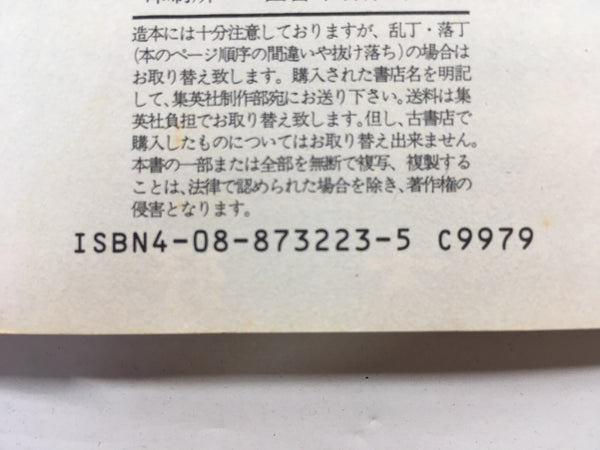 造本には十分注意しておりますが、乱丁・落丁
(本のページ順序の間違いや抜け落ち)の場合は
お取り替え致します。購入された書店名を明記
して、集英社制作部宛にお送り下さい。送料は集
英社負担でお取り替え致します。但し、古書店で
購入したものについてはお取り替え出来ません。
本書の一部または全部を無断で複写、複製する
ことは、法律で認められた場合を除き、著作権の
侵害となります。
ISBN4-08-873223-5 C9979